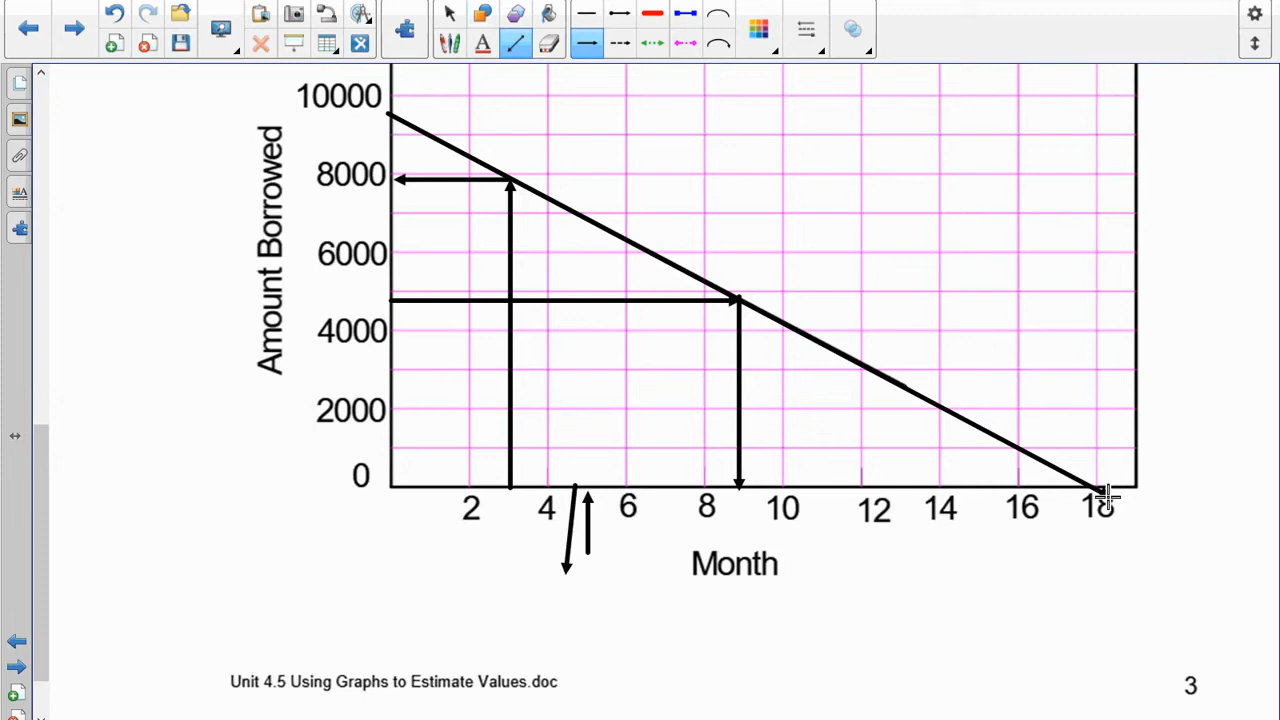 10000
8000
6000
4000
2000
0
Amount Borrowed
2 4 6 8 10 12 14 16 18
Month
Unit 4.5 Using Graphs to Estimate Values.doc
3